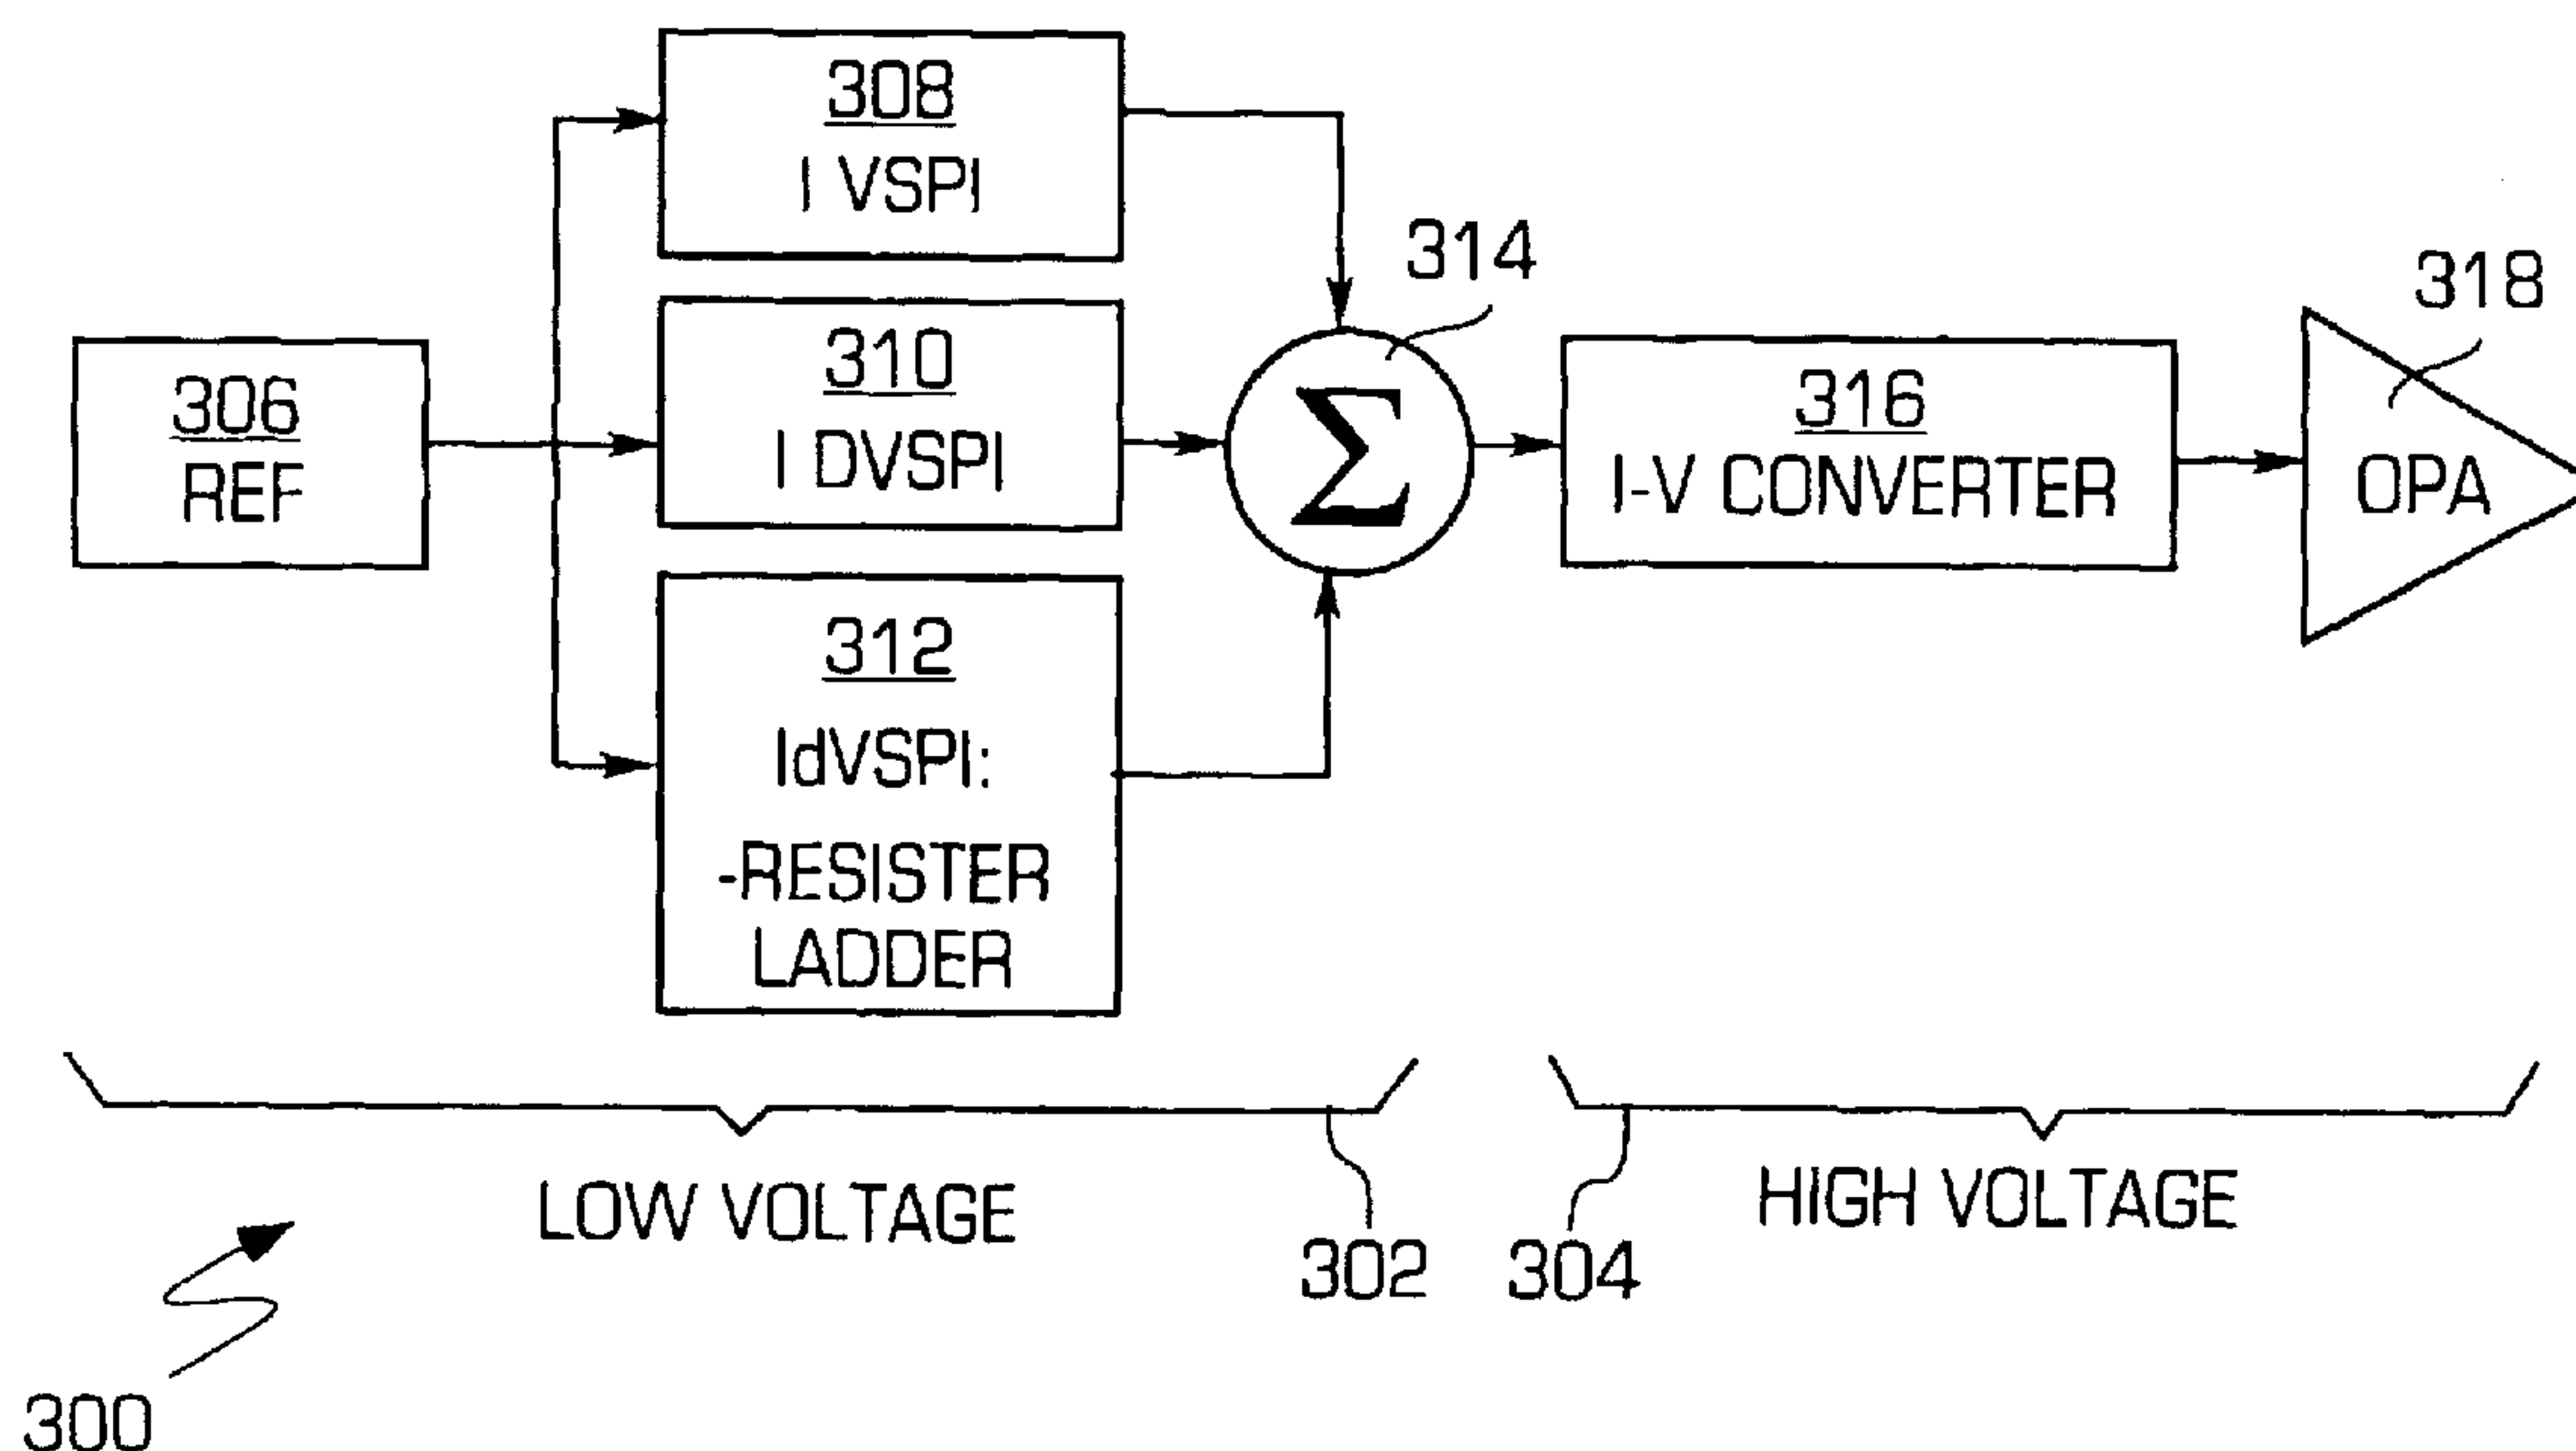 308
I VSPI
314
318
306
REF
310
I DVSPI
Σ
316
I-V CONVERTER
OPA
312
IdVSPI:
-RESISTER
LADDER
LOW VOLTAGE
HIGH VOLTAGE
302
304
300